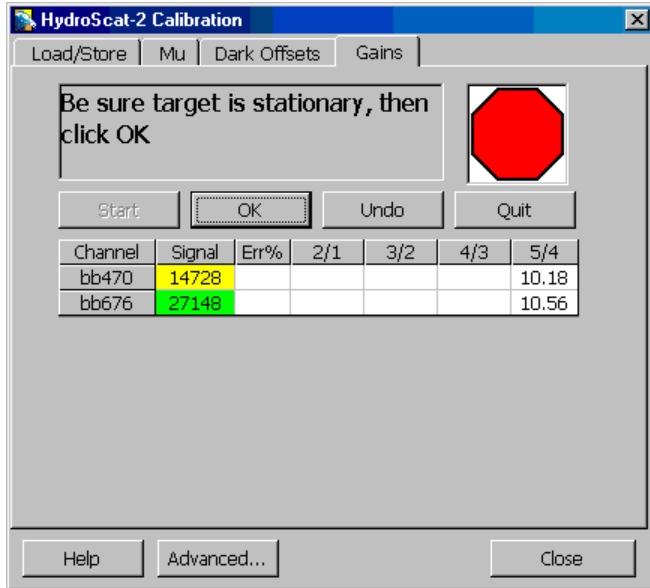 HydroScat-2 Calibration
Load/Store Mu Dark Offsets Gains
Be sure target is stationary, then
click OK
Start OK Undo Quit
Channel Signal Err% 2/1 3/2 4/3 5/4
bb470 14728 10.18
bb676 27148 10.56
Help Advanced... Close